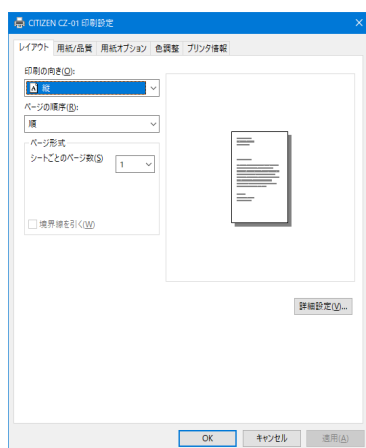 CITIZEN CZ-01 印刷設定
レイアウト 用紙/品質 用紙オプション 色調整 プリンタ情報
印刷の向き(O):
縦
ページの順序(R):
順
ページ形式
シートごとのページ数(S) 1
境界線を引く(W)
詳細設定(V)...
OK キャンセル 適用(A)